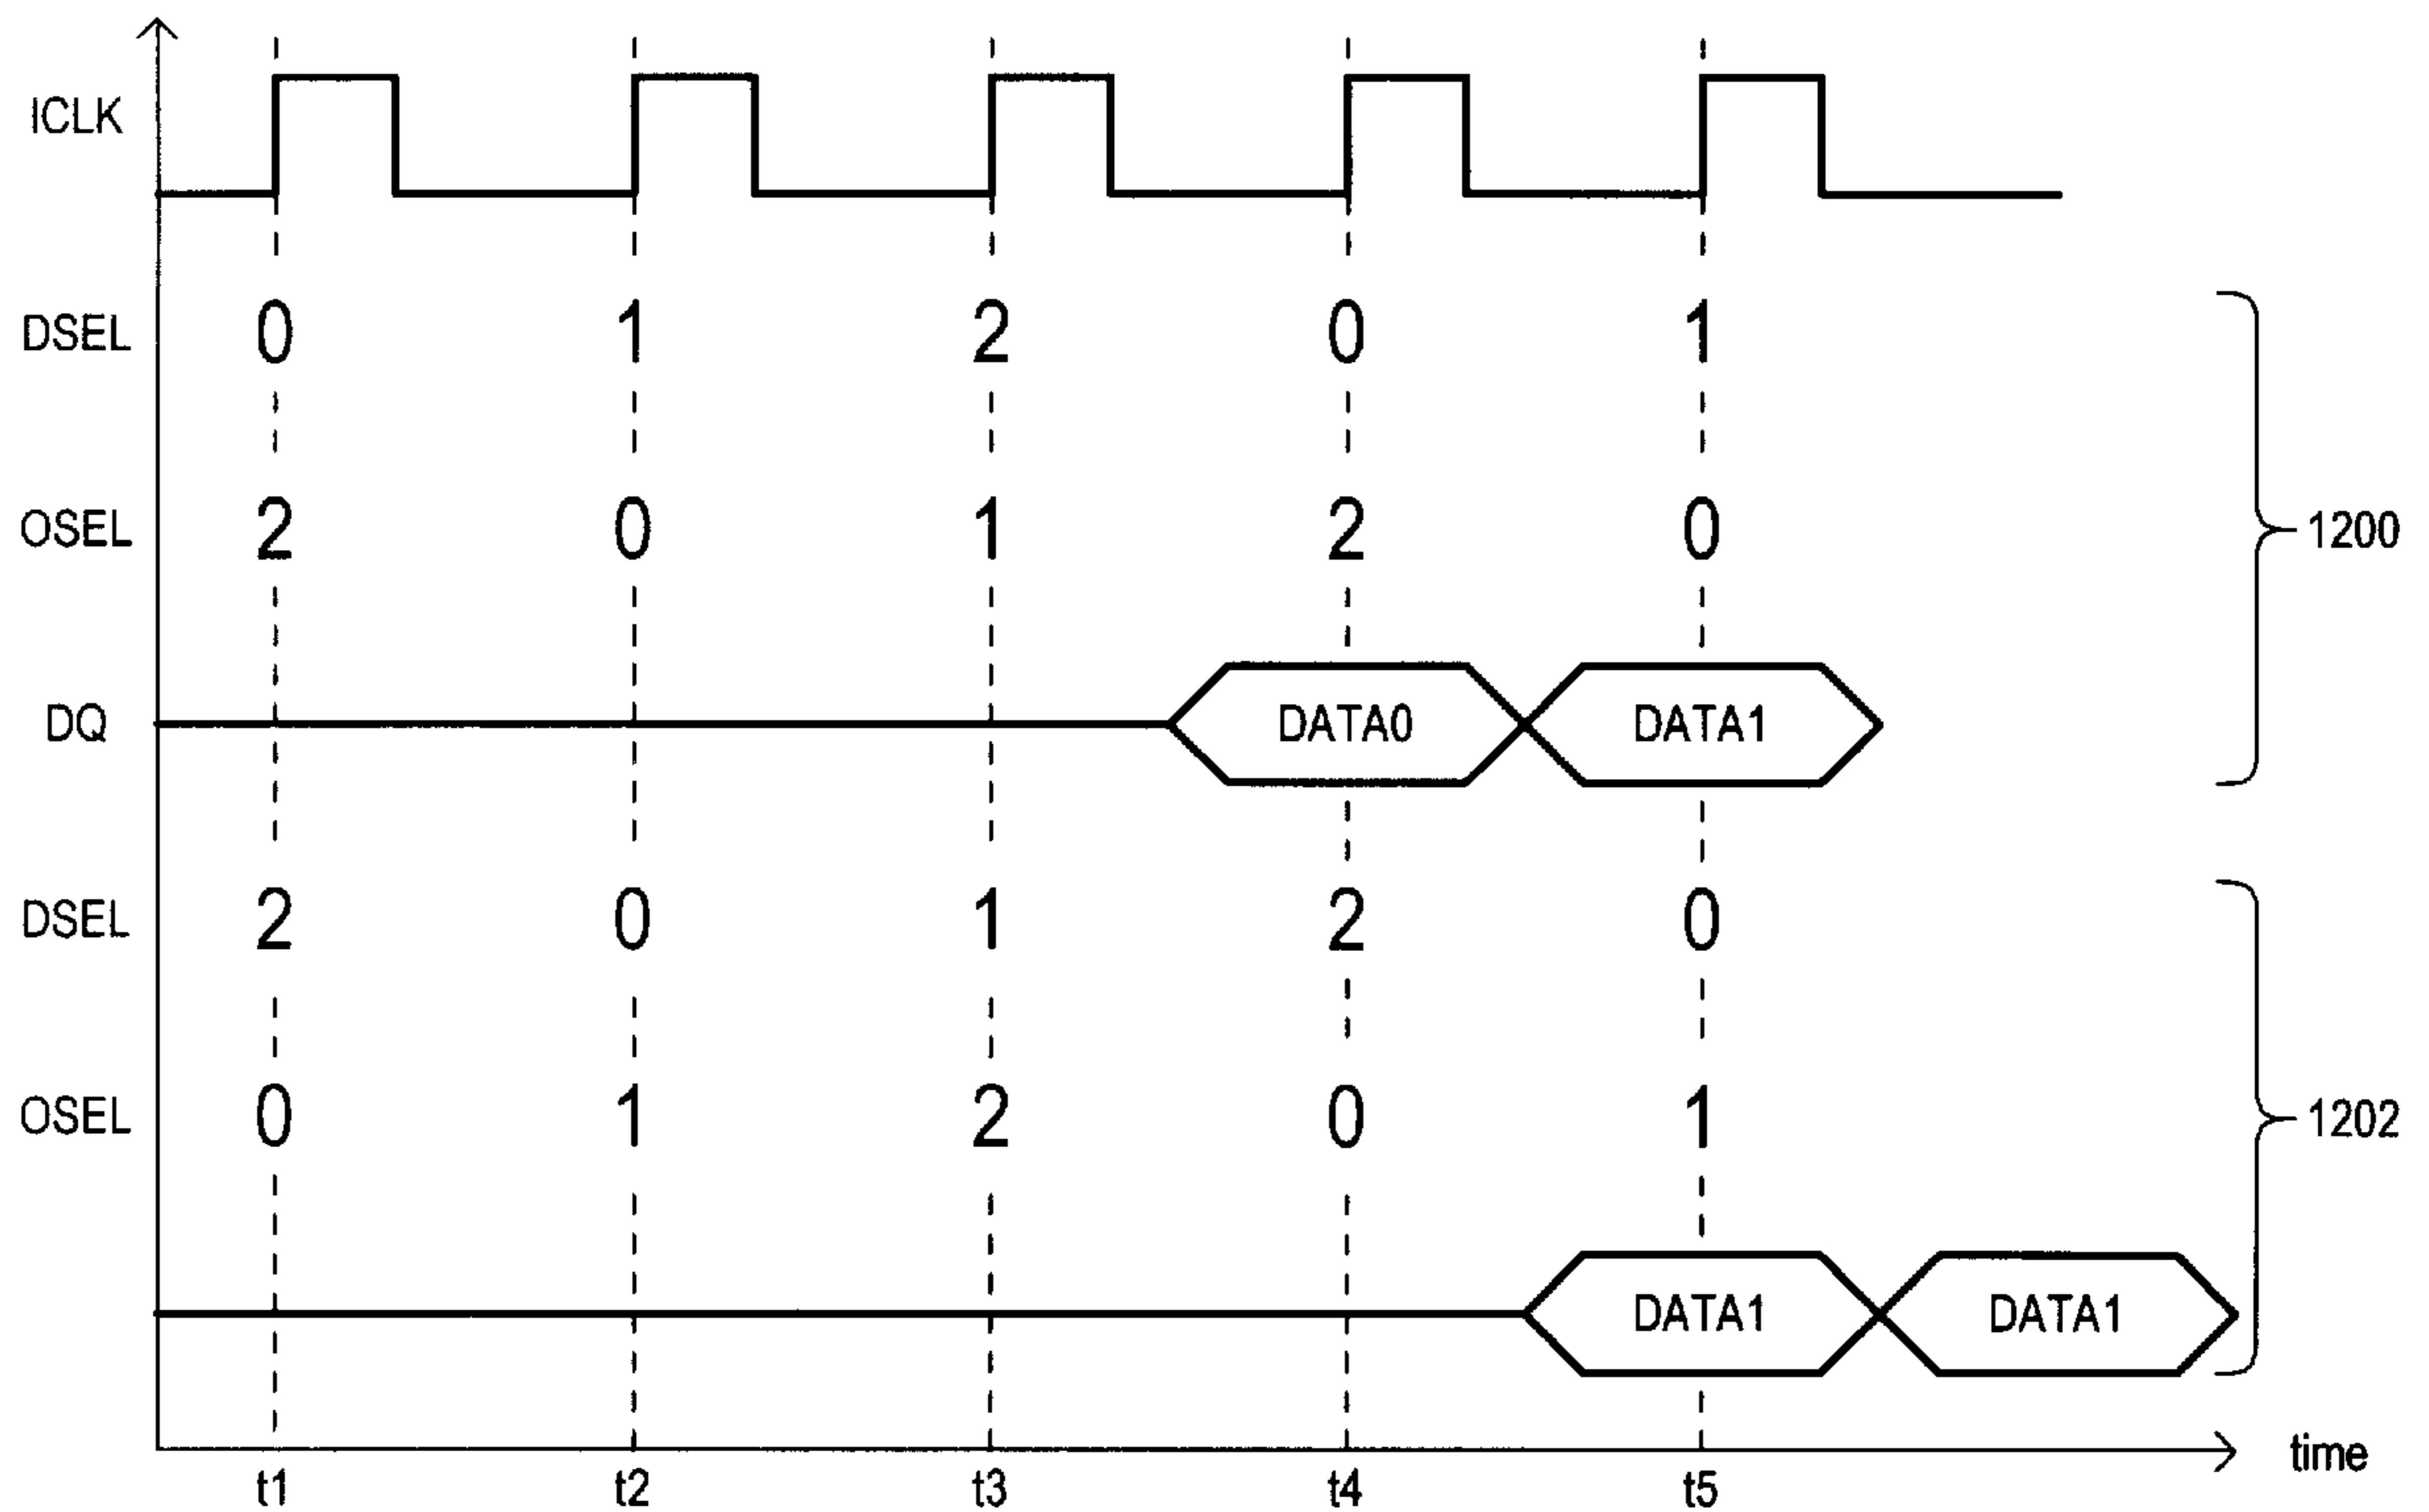 ICLK
DSEL 0 1 2 0 1
OSEL 2 0 1 2 0 1200
DQ DATA0 DATA1
DSEL 2 0 1 2 0
OSEL 0 1 2 0 1 1202
DATA1 DATA1
time
t1 t2 t3 t4 t5